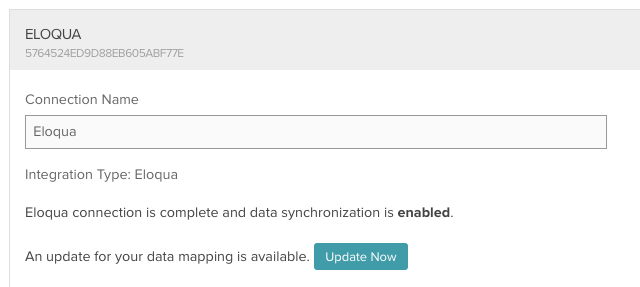 ELOQUA
5764524ED9D88EB605ABF77E
Connection Name
Eloqua
Integration Type: Eloqua
Eloqua connection is complete and data synchronization is enabled.
An update for your data mapping is available. Update Now